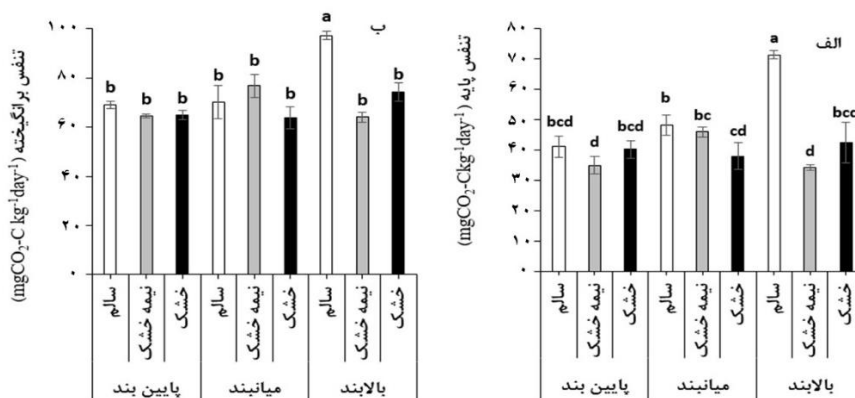 الف
تنفس پایه (mgCO₂-Ckg⁻¹day⁻¹)
۸۰
۷۰
۶۰
۵۰
۴۰
۳۰
۲۰
۱۰
۰
bcd
d
bcd
b
bc
cd
a
d
bcd
سالم
نیمه خشک
خشک
سالم
نیمه خشک
خشک
سالم
نیمه خشک
خشک
پایین بند
میانبند
بالابند
ب
تنفس برانگیخته (mgCO₂-C kg⁻¹day⁻¹)
۱۰۰
۸۰
۶۰
۴۰
۲۰
۰
b
b
b
b
b
b
a
b
b
سالم
نیمه خشک
خشک
سالم
نیمه خشک
خشک
سالم
نیمه خشک
خشک
پایین بند
میانبند
بالابند